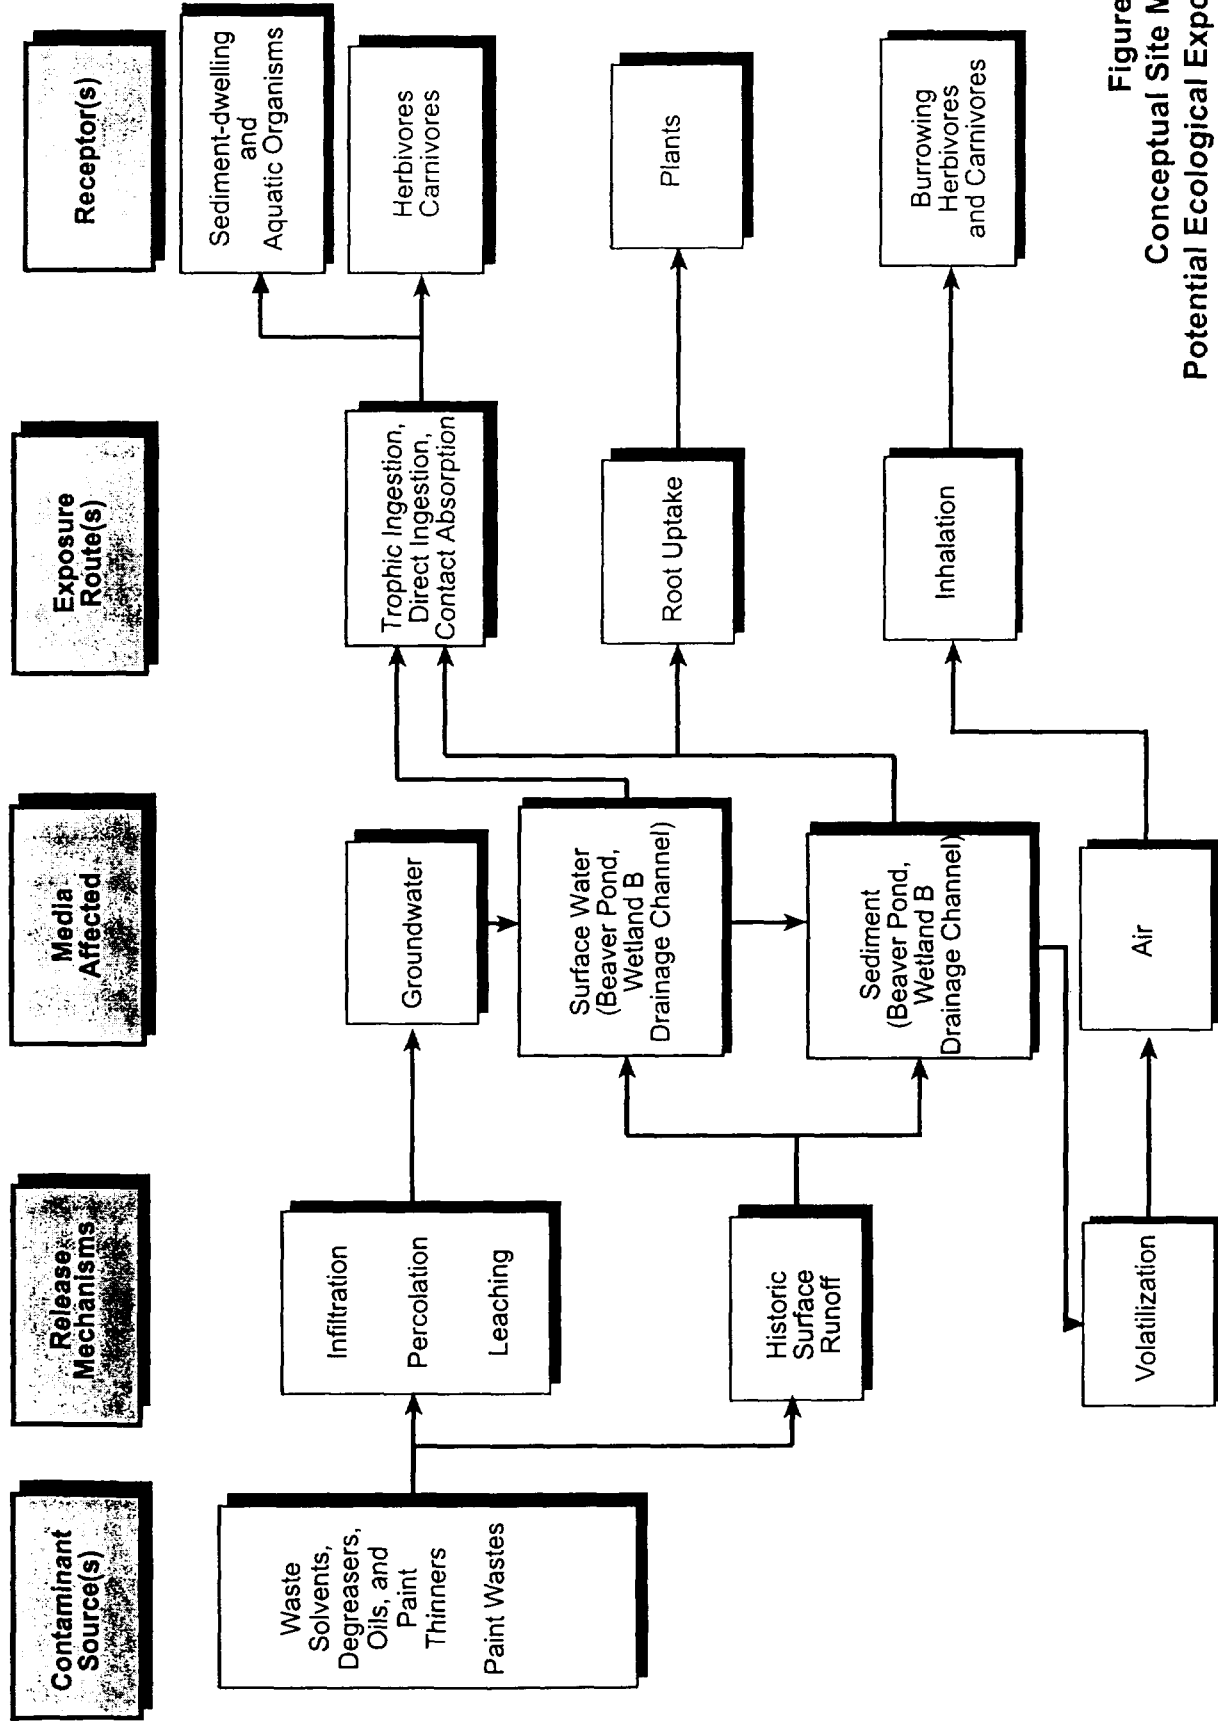 Contaminant
Source(s)
Release
Mechanisms
Media
Affected
Exposure
Route(s)
Receptor(s)
Waste
Solvents,
Degreasers,
Oils, and
Paint
Thinners
Paint Wastes
Infiltration
Percolation
Leaching
Historic
Surface
Runoff
Volatilization
Groundwater
Surface Water
(Beaver Pond,
Wetland B
Drainage Channel)
Sediment
(Beaver Pond,
Wetland B
Drainage Channel)
Air
Trophic Ingestion,
Direct Ingestion,
Contact Absorption
Root Uptake
Inhalation
Sediment-dwelling
and
Aquatic Organisms
Herbivores
Carnivores
Plants
Burrowing
Herbivores
and Carnivores
Figure
Conceptual Site M
Potential Ecological Expo